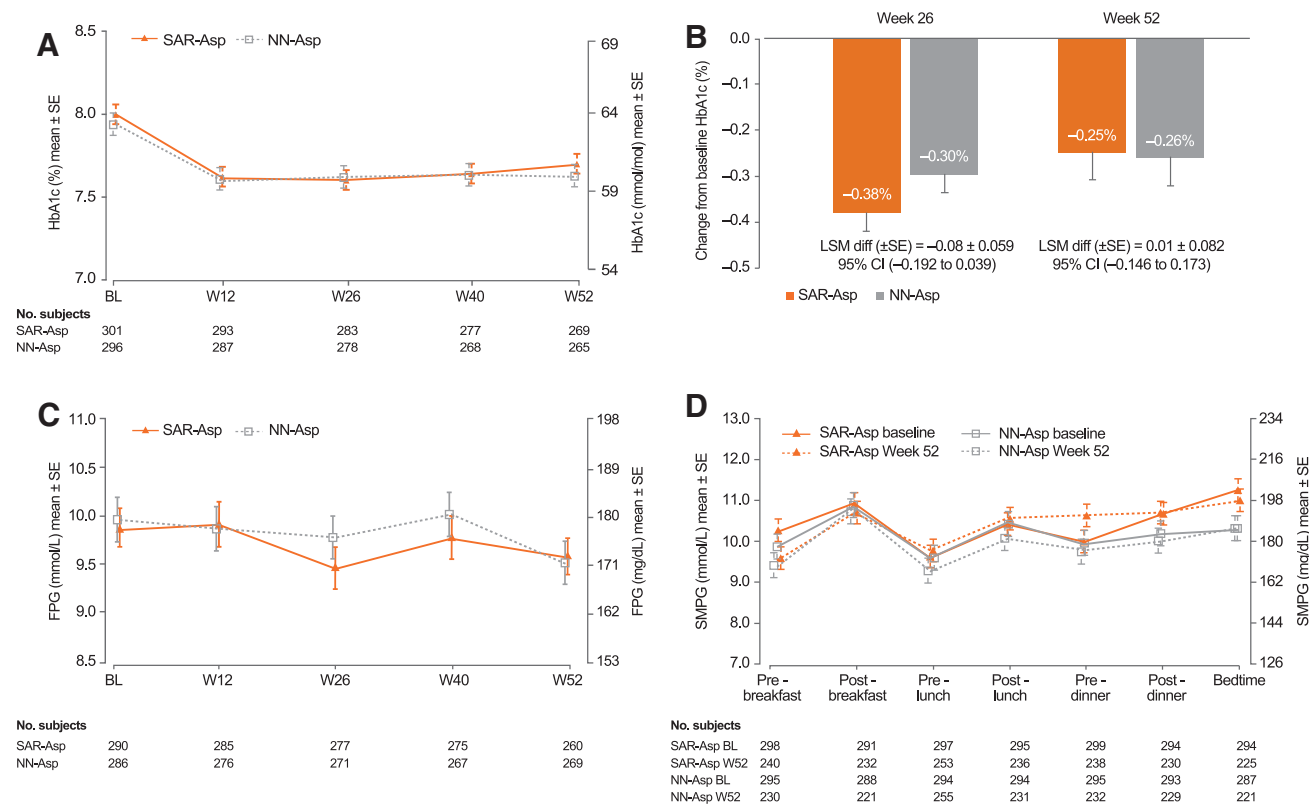 A
SAR-Asp NN-Asp
HbA1c (%) mean ± SE
8.5
8.0
7.5
7.0
69
64
59
54
HbA1c (mmol/mol) mean ± SE
BL W12 W26 W40 W52
No. subjects
SAR-Asp 301 293 283 277 269
NN-Asp 296 287 278 268 265
B
Week 26 Week 52
Change from baseline HbA1c (%)
0.0
–0.1
–0.2
–0.3
–0.4
–0.5
–0.38%
–0.30%
–0.25%
–0.26%
LSM diff (±SE) = –0.08 ± 0.059
95% CI (–0.192 to 0.039)
LSM diff (±SE) = 0.01 ± 0.082
95% CI (–0.146 to 0.173)
SAR-Asp NN-Asp
C
SAR-Asp NN-Asp
FPG (mmol/L) mean ± SE
11.0
10.5
10.0
9.5
9.0
8.5
198
189
180
171
162
153
FPG (mg/dL) mean ± SE
BL W12 W26 W40 W52
No. subjects
SAR-Asp 290 285 277 275 260
NN-Asp 286 276 271 267 269
D
SAR-Asp baseline NN-Asp baseline
SAR-Asp Week 52 NN-Asp Week 52
SMPG (mmol/L) mean ± SE
13.0
12.0
11.0
10.0
9.0
8.0
7.0
234
216
198
180
162
144
126
SMPG (mg/dL) mean ± SE
Pre- Post- Pre- Post- Pre- Post- Bedtime
breakfast breakfast lunch lunch dinner dinner
No. subjects
SAR-Asp BL 298 291 297 295 299 294 294
SAR-Asp W52 240 232 253 236 238 230 225
NN-Asp BL 295 288 294 294 295 293 287
NN-Asp W52 230 221 255 231 232 229 221